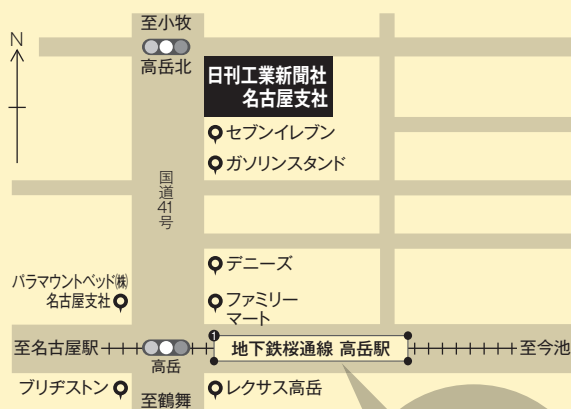 至小牧
N
高岳北
日刊工業新聞社
名古屋支社
セブンイレブン
ガソリンスタンド
国道41号
デニーズ
パラマウントベッド㈱
名古屋支社
ファミリー
マート
1
至名古屋駅
地下鉄桜通線 高岳駅
至今池
高岳
ブリヂストン
レクサス高岳
至鶴舞